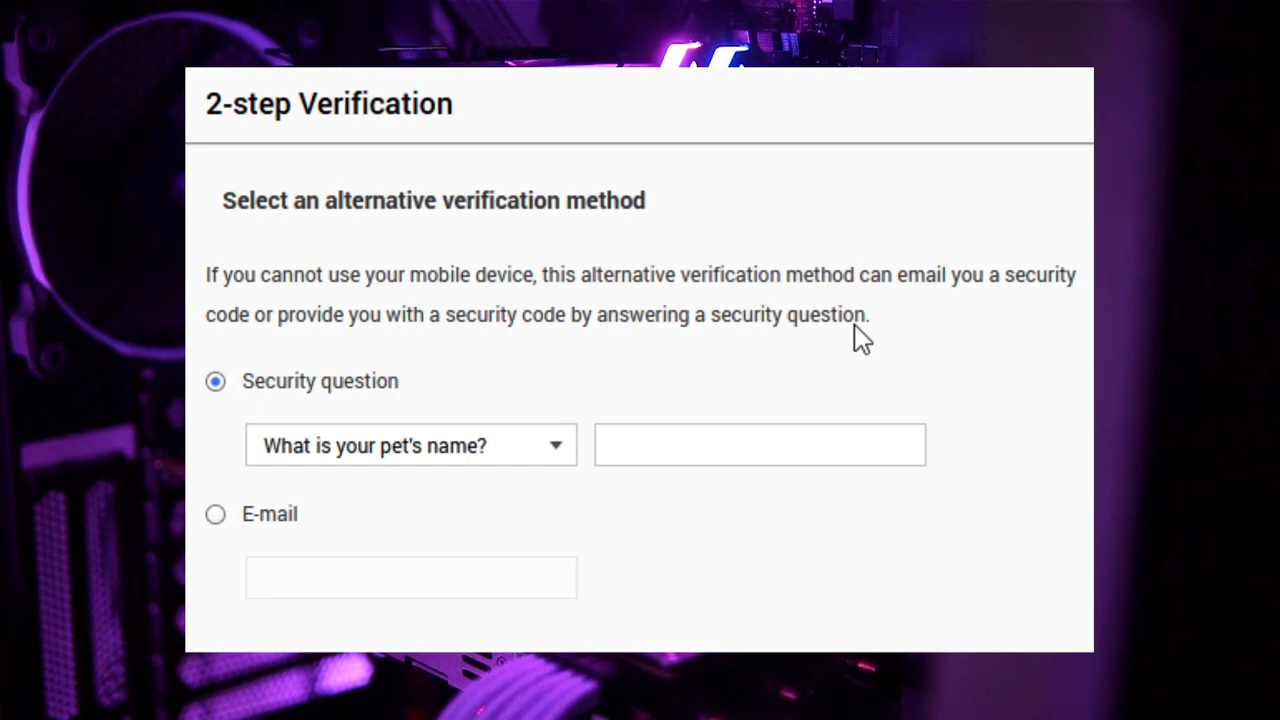 2-step Verification
Select an alternative verification method
If you cannot use your mobile device, this alternative verification method can email you a security
code or provide you with a security code by answering a security question.
Security question
What is your pet's name?
E-mail